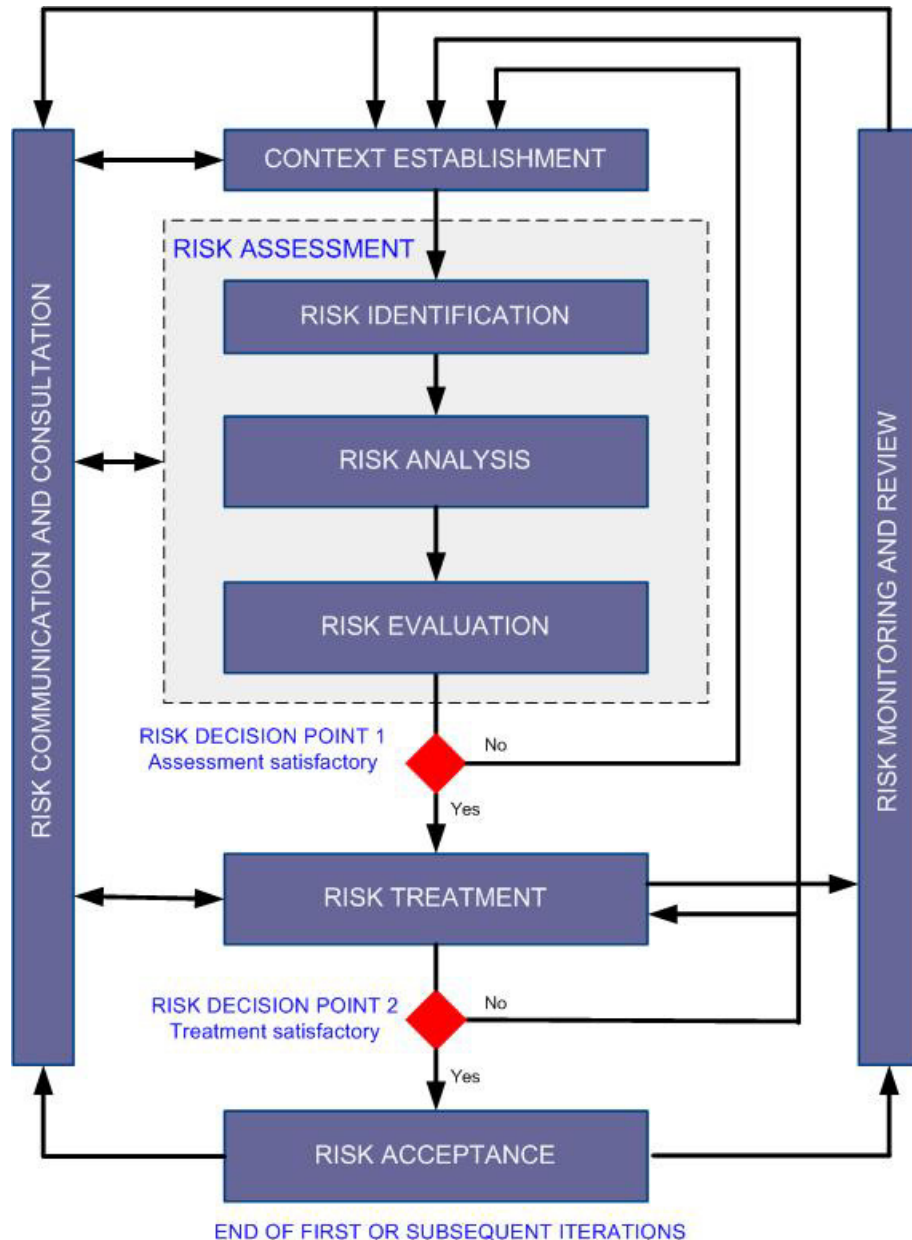 CONTEXT ESTABLISHMENT
RISK ASSESSMENT
RISK IDENTIFICATION
RISK COMMUNICATION AND CONSULTATION
RISK ANALYSIS
RISK MONITORING AND REVIEW
RISK EVALUATION
RISK DECISION POINT 1
Assessment satisfactory
No
Yes
RISK TREATMENT
RISK DECISION POINT 2
Treatment satisfactory
No
Yes
RISK ACCEPTANCE
END OF FIRST OR SUBSEQUENT ITERATIONS